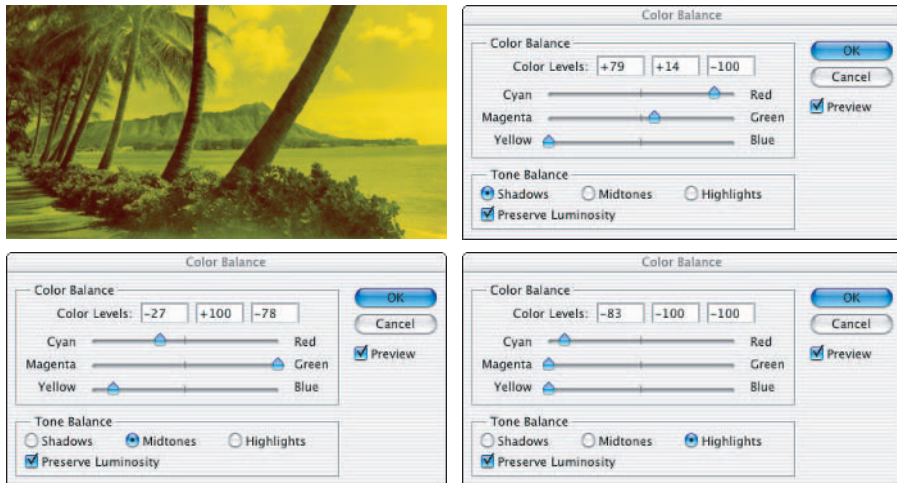 Color Balance
Color Balance
Color Levels: +79 +14 -100
Cyan Red
Magenta Green
Yellow Blue
Tone Balance
Shadows Midtones Highlights
Preserve Luminosity
OK
Cancel
Preview
Color Balance
Color Balance
Color Levels: -27 +100 -78
Cyan Red
Magenta Green
Yellow Blue
Tone Balance
Shadows Midtones Highlights
Preserve Luminosity
OK
Cancel
Preview
Color Balance
Color Balance
Color Levels: -83 -100 -100
Cyan Red
Magenta Green
Yellow Blue
Tone Balance
Shadows Midtones Highlights
Preserve Luminosity
OK
Cancel
Preview